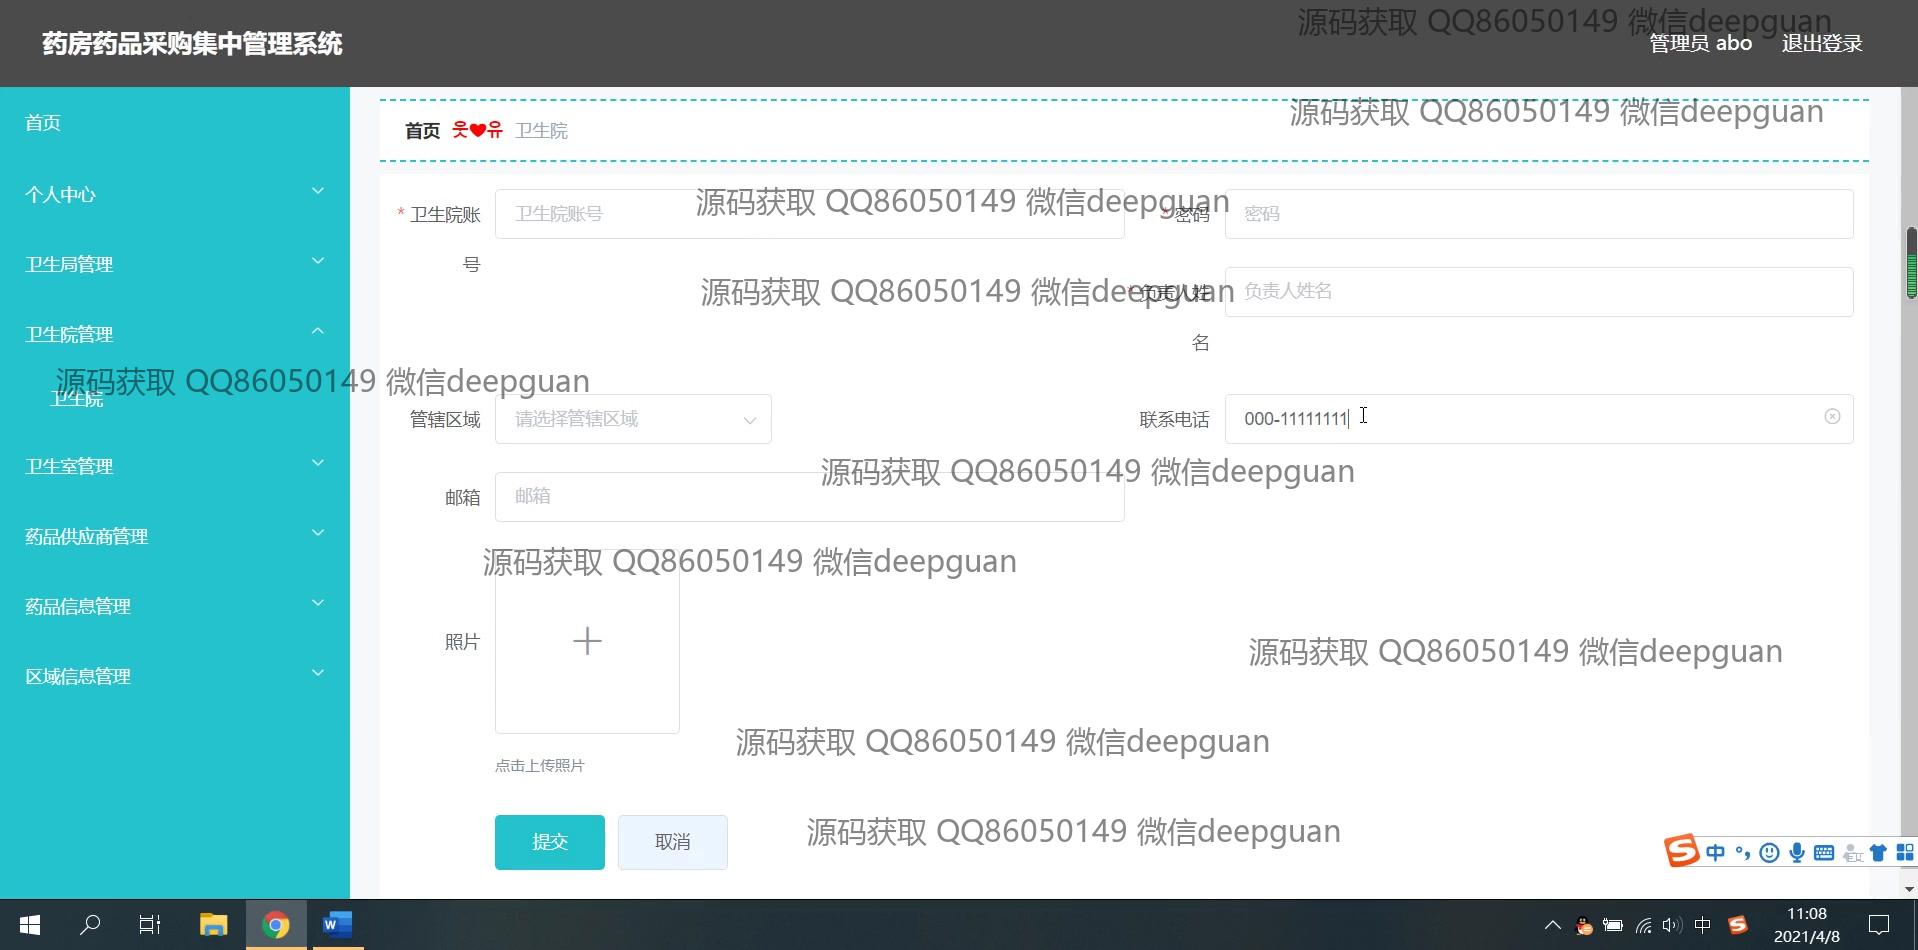 药房药品采购集中管理系统
源码获取 QQ86050149 微信deepguan
管理员 abo 退出登录
首页
个人中心
卫生局管理
卫生院管理
源码获取 QQ86050149 微信deepguan
卫生院
卫生室管理
药品供应商管理
药品信息管理
区域信息管理
首页 웃❤유 卫生院
源码获取 QQ86050149 微信deepguan
* 卫生院账号
卫生院账号
源码获取 QQ86050149 微信deepguan
* 密码
密码
源码获取 QQ86050149 微信deepguan
* 负责人姓名
负责人姓名
管辖区域
请选择管辖区域
联系电话
000-11111111
源码获取 QQ86050149 微信deepguan
邮箱
邮箱
源码获取 QQ86050149 微信deepguan
照片
源码获取 QQ86050149 微信deepguan
源码获取 QQ86050149 微信deepguan
点击上传照片
提交
取消
源码获取 QQ86050149 微信deepguan
中
中
11:08
2021/4/8